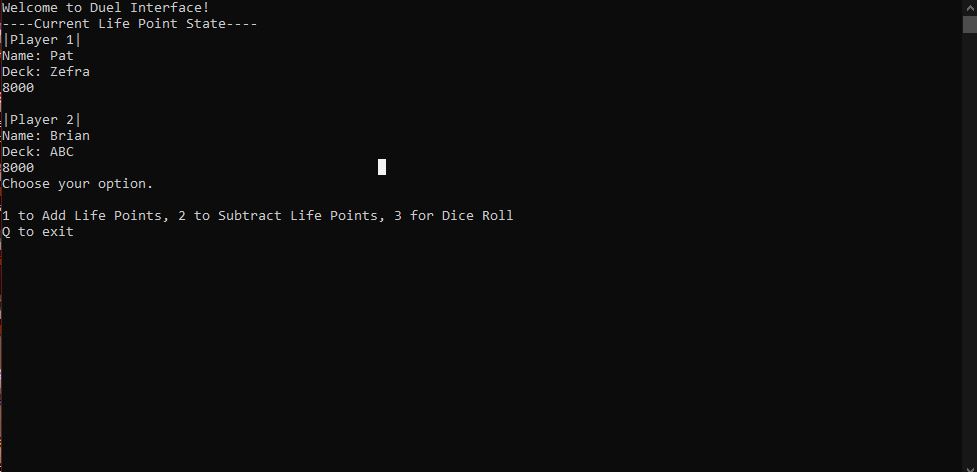 Welcome to Duel Interface!
----Current Life Point State----
|Player 1|
Name: Pat
Deck: Zefra
8000
|Player 2|
Name: Brian
Deck: ABC
8000
Choose your option.
1 to Add Life Points, 2 to Subtract Life Points, 3 for Dice Roll
Q to exit